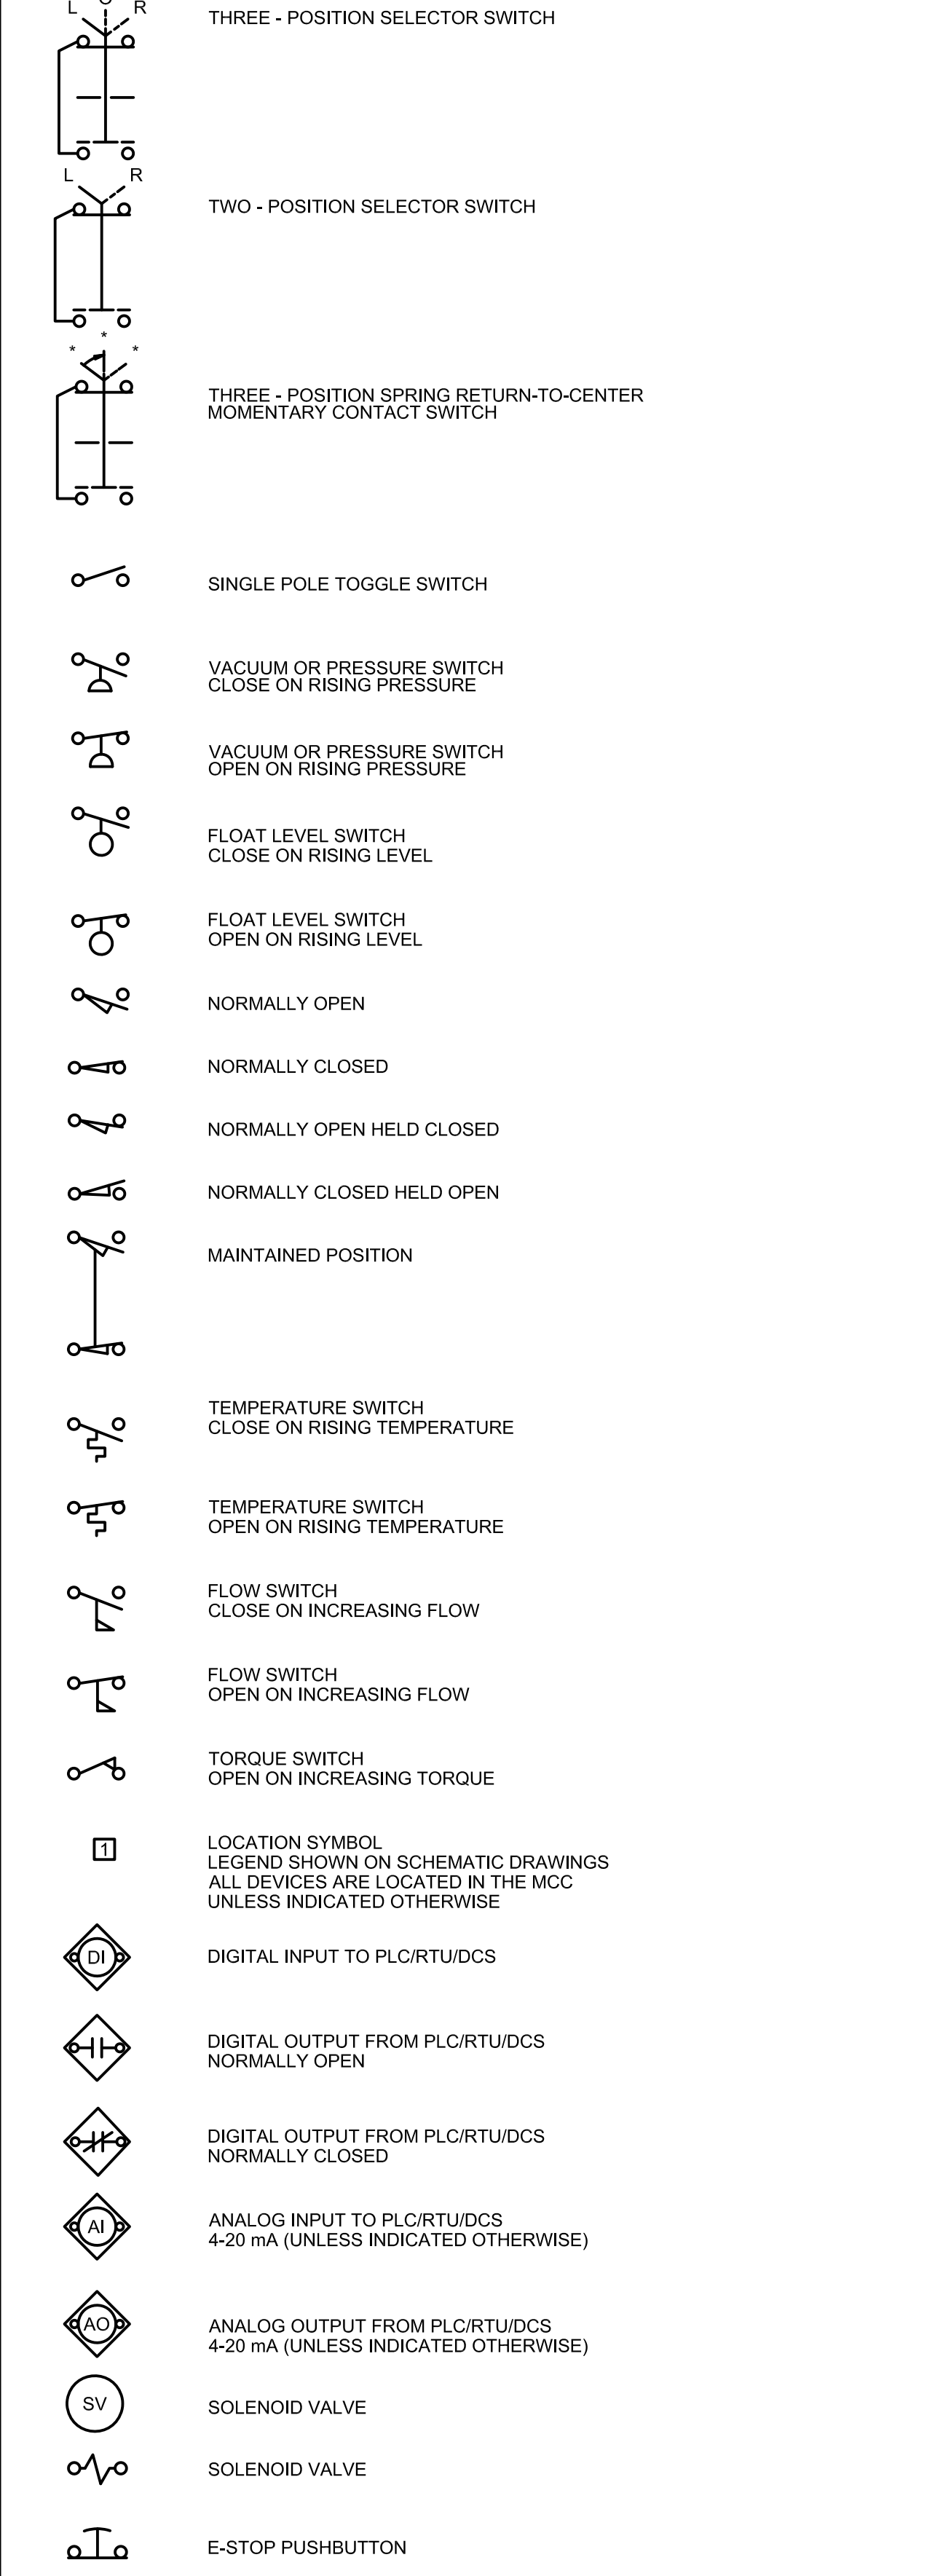 L O R
THREE - POSITION SELECTOR SWITCH
L R
TWO - POSITION SELECTOR SWITCH
*
* *
THREE - POSITION SPRING RETURN-TO-CENTER
MOMENTARY CONTACT SWITCH
SINGLE POLE TOGGLE SWITCH
VACUUM OR PRESSURE SWITCH
CLOSE ON RISING PRESSURE
VACUUM OR PRESSURE SWITCH
OPEN ON RISING PRESSURE
FLOAT LEVEL SWITCH
CLOSE ON RISING LEVEL
FLOAT LEVEL SWITCH
OPEN ON RISING LEVEL
NORMALLY OPEN
NORMALLY CLOSED
NORMALLY OPEN HELD CLOSED
NORMALLY CLOSED HELD OPEN
MAINTAINED POSITION
TEMPERATURE SWITCH
CLOSE ON RISING TEMPERATURE
TEMPERATURE SWITCH
OPEN ON RISING TEMPERATURE
FLOW SWITCH
CLOSE ON INCREASING FLOW
FLOW SWITCH
OPEN ON INCREASING FLOW
TORQUE SWITCH
OPEN ON INCREASING TORQUE
1
LOCATION SYMBOL
LEGEND SHOWN ON SCHEMATIC DRAWINGS
ALL DEVICES ARE LOCATED IN THE MCC
UNLESS INDICATED OTHERWISE
DI
DIGITAL INPUT TO PLC/RTU/DCS
DIGITAL OUTPUT FROM PLC/RTU/DCS
NORMALLY OPEN
DIGITAL OUTPUT FROM PLC/RTU/DCS
NORMALLY CLOSED
AI
ANALOG INPUT TO PLC/RTU/DCS
4-20 mA (UNLESS INDICATED OTHERWISE)
AO
ANALOG OUTPUT FROM PLC/RTU/DCS
4-20 mA (UNLESS INDICATED OTHERWISE)
SV
SOLENOID VALVE
SOLENOID VALVE
E-STOP PUSHBUTTON